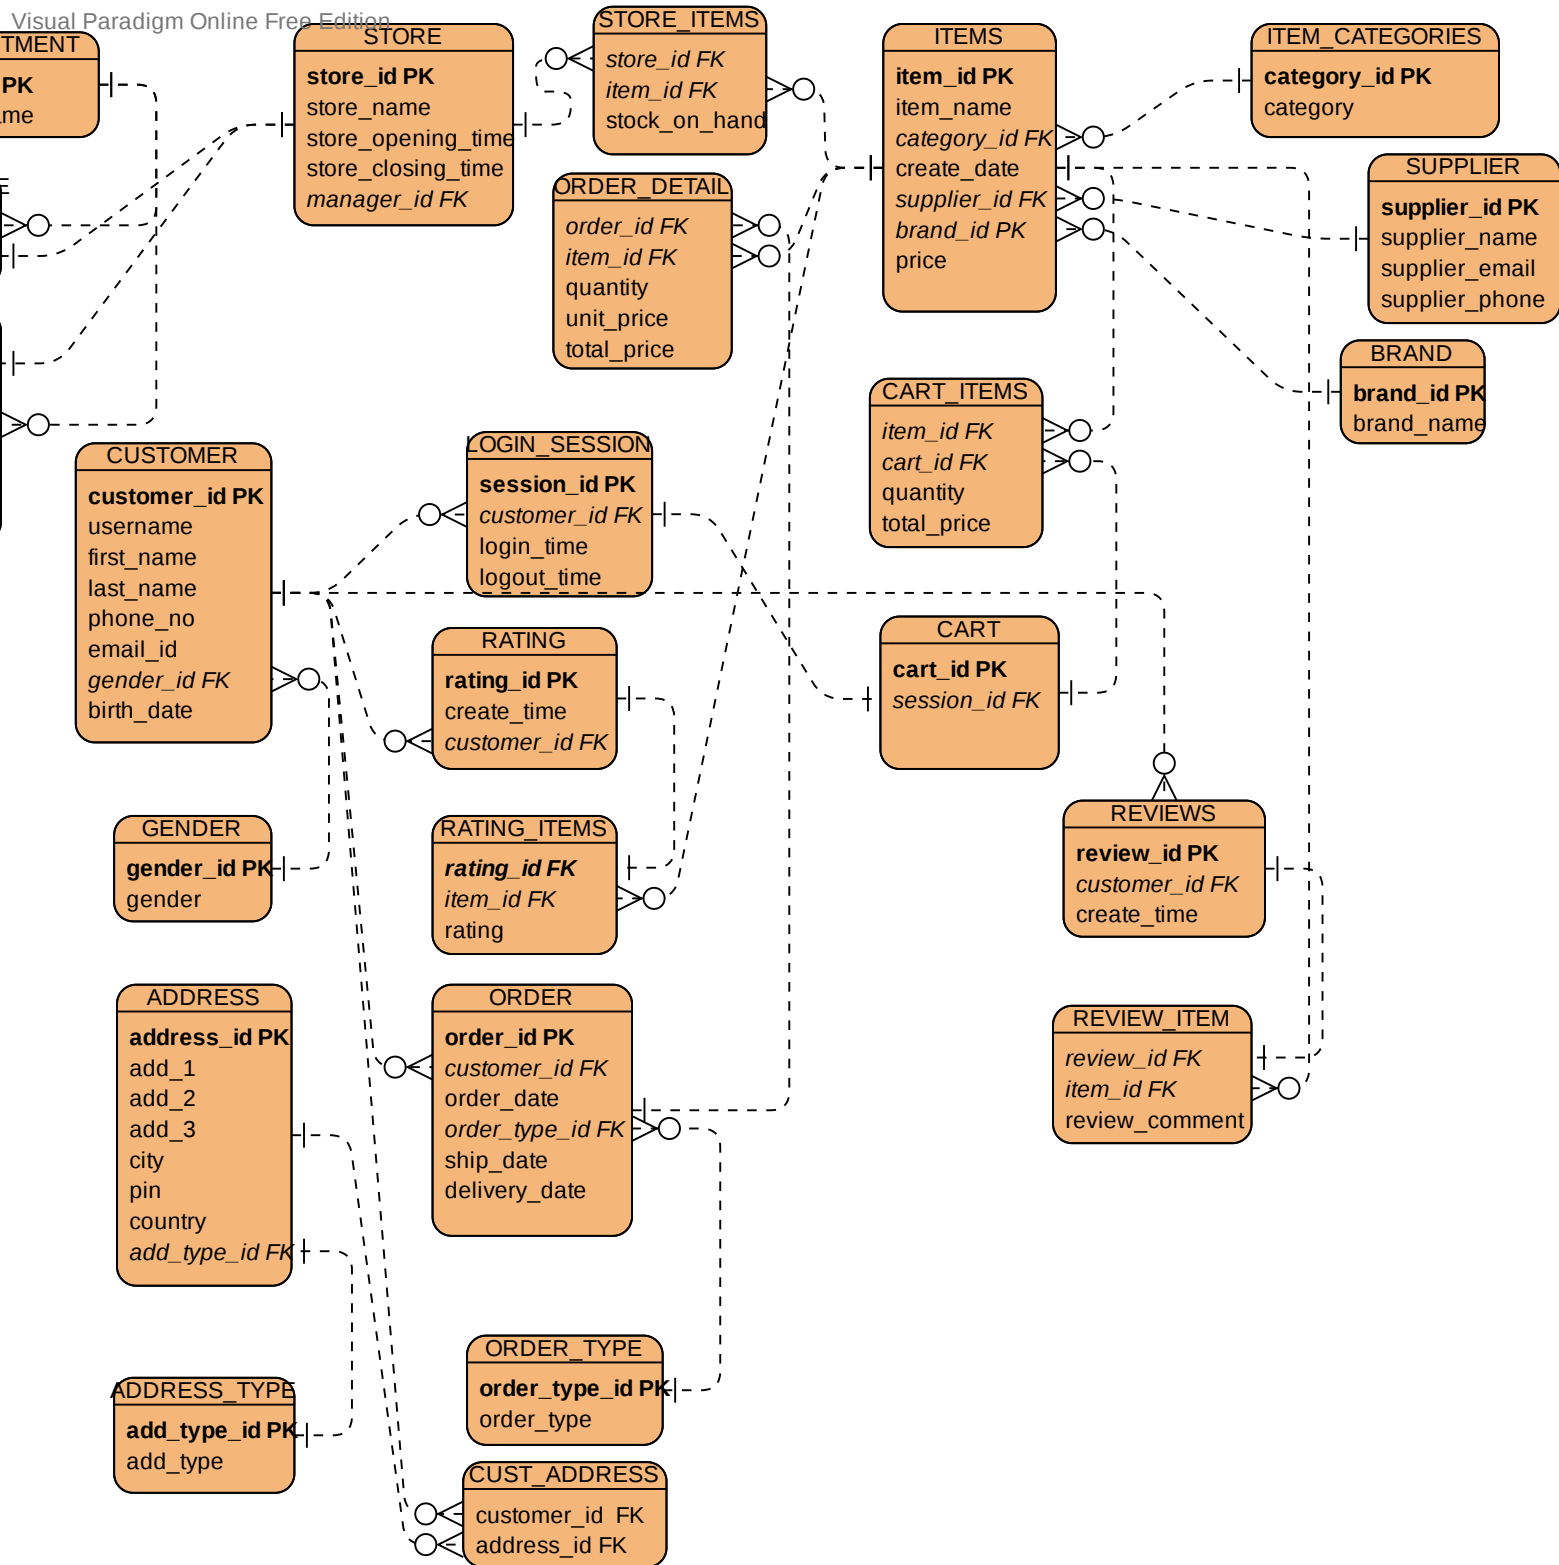 Visual Paradigm Online Free Edition
TMENT
PK
ame
E
STORE
store_id PK
store_name
store_opening_time
store_closing_time
manager_id FK
STORE_ITEMS
store_id FK
item_id FK
stock_on_hand
ORDER_DETAIL
order_id FK
item_id FK
quantity
unit_price
total_price
ITEMS
item_id PK
item_name
category_id FK
create_date
supplier_id FK
brand_id PK
price
ITEM_CATEGORIES
category_id PK
category
SUPPLIER
supplier_id PK
supplier_name
supplier_email
supplier_phone
BRAND
brand_id PK
brand_name
CART_ITEMS
item_id FK
cart_id FK
quantity
total_price
CUSTOMER
customer_id PK
username
first_name
last_name
phone_no
email_id
gender_id FK
birth_date
LOGIN_SESSION
session_id PK
customer_id FK
login_time
logout_time
RATING
rating_id PK
create_time
customer_id FK
CART
cart_id PK
session_id FK
GENDER
gender_id PK
gender
RATING_ITEMS
rating_id FK
item_id FK
rating
REVIEWS
review_id PK
customer_id FK
create_time
ADDRESS
address_id PK
add_1
add_2
add_3
city
pin
country
add_type_id FK
ORDER
order_id PK
customer_id FK
order_date
order_type_id FK
ship_date
delivery_date
REVIEW_ITEM
review_id FK
item_id FK
review_comment
ADDRESS_TYPE
add_type_id PK
add_type
ORDER_TYPE
order_type_id PK
order_type
CUST_ADDRESS
customer_id FK
address_id FK